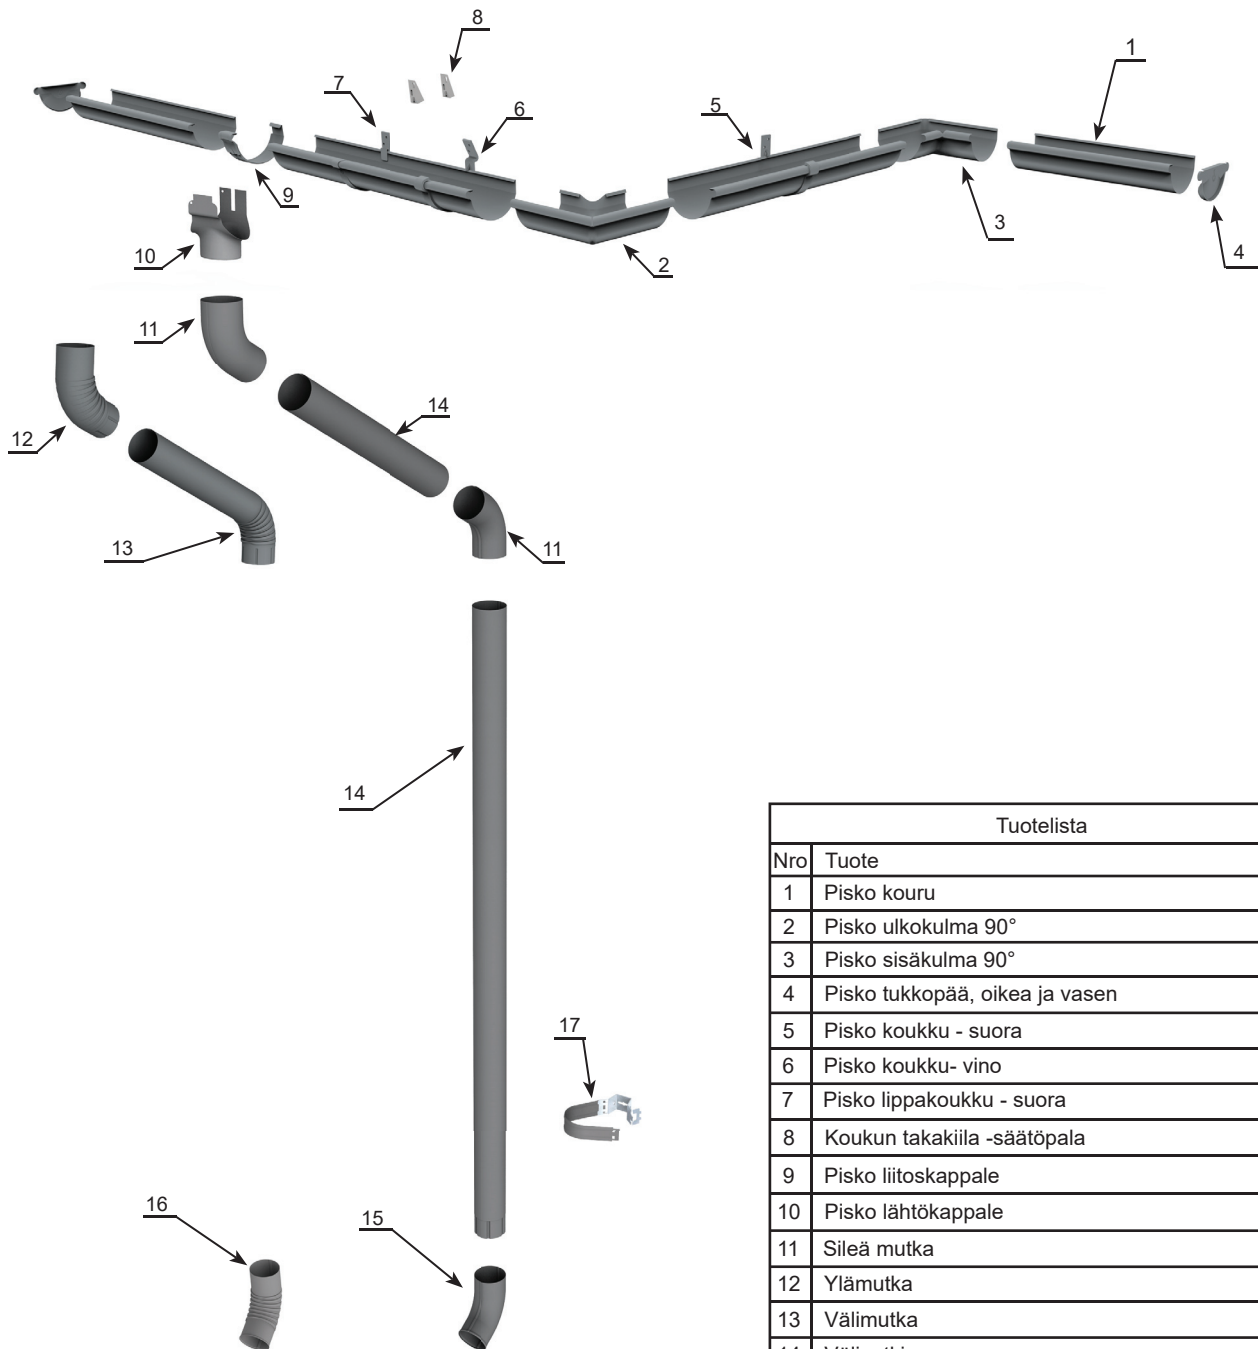 8
1
7
5
6
9
3
10
2
4
11
14
12
13
11
14
17
16
15
Tuotelista
Nro Tuote
1 Pisko kouru
2 Pisko ulkokulma 90°
3 Pisko sisäkulma 90°
4 Pisko tukkopää, oikea ja vasen
5 Pisko koukku - suora
6 Pisko koukku- vino
7 Pisko lippakoukku - suora
8 Koukun takakiila -säätöpala
9 Pisko liitoskappale
10 Pisko lähtökappale
11 Sileä mutka
12 Ylämutka
13 Välimutka